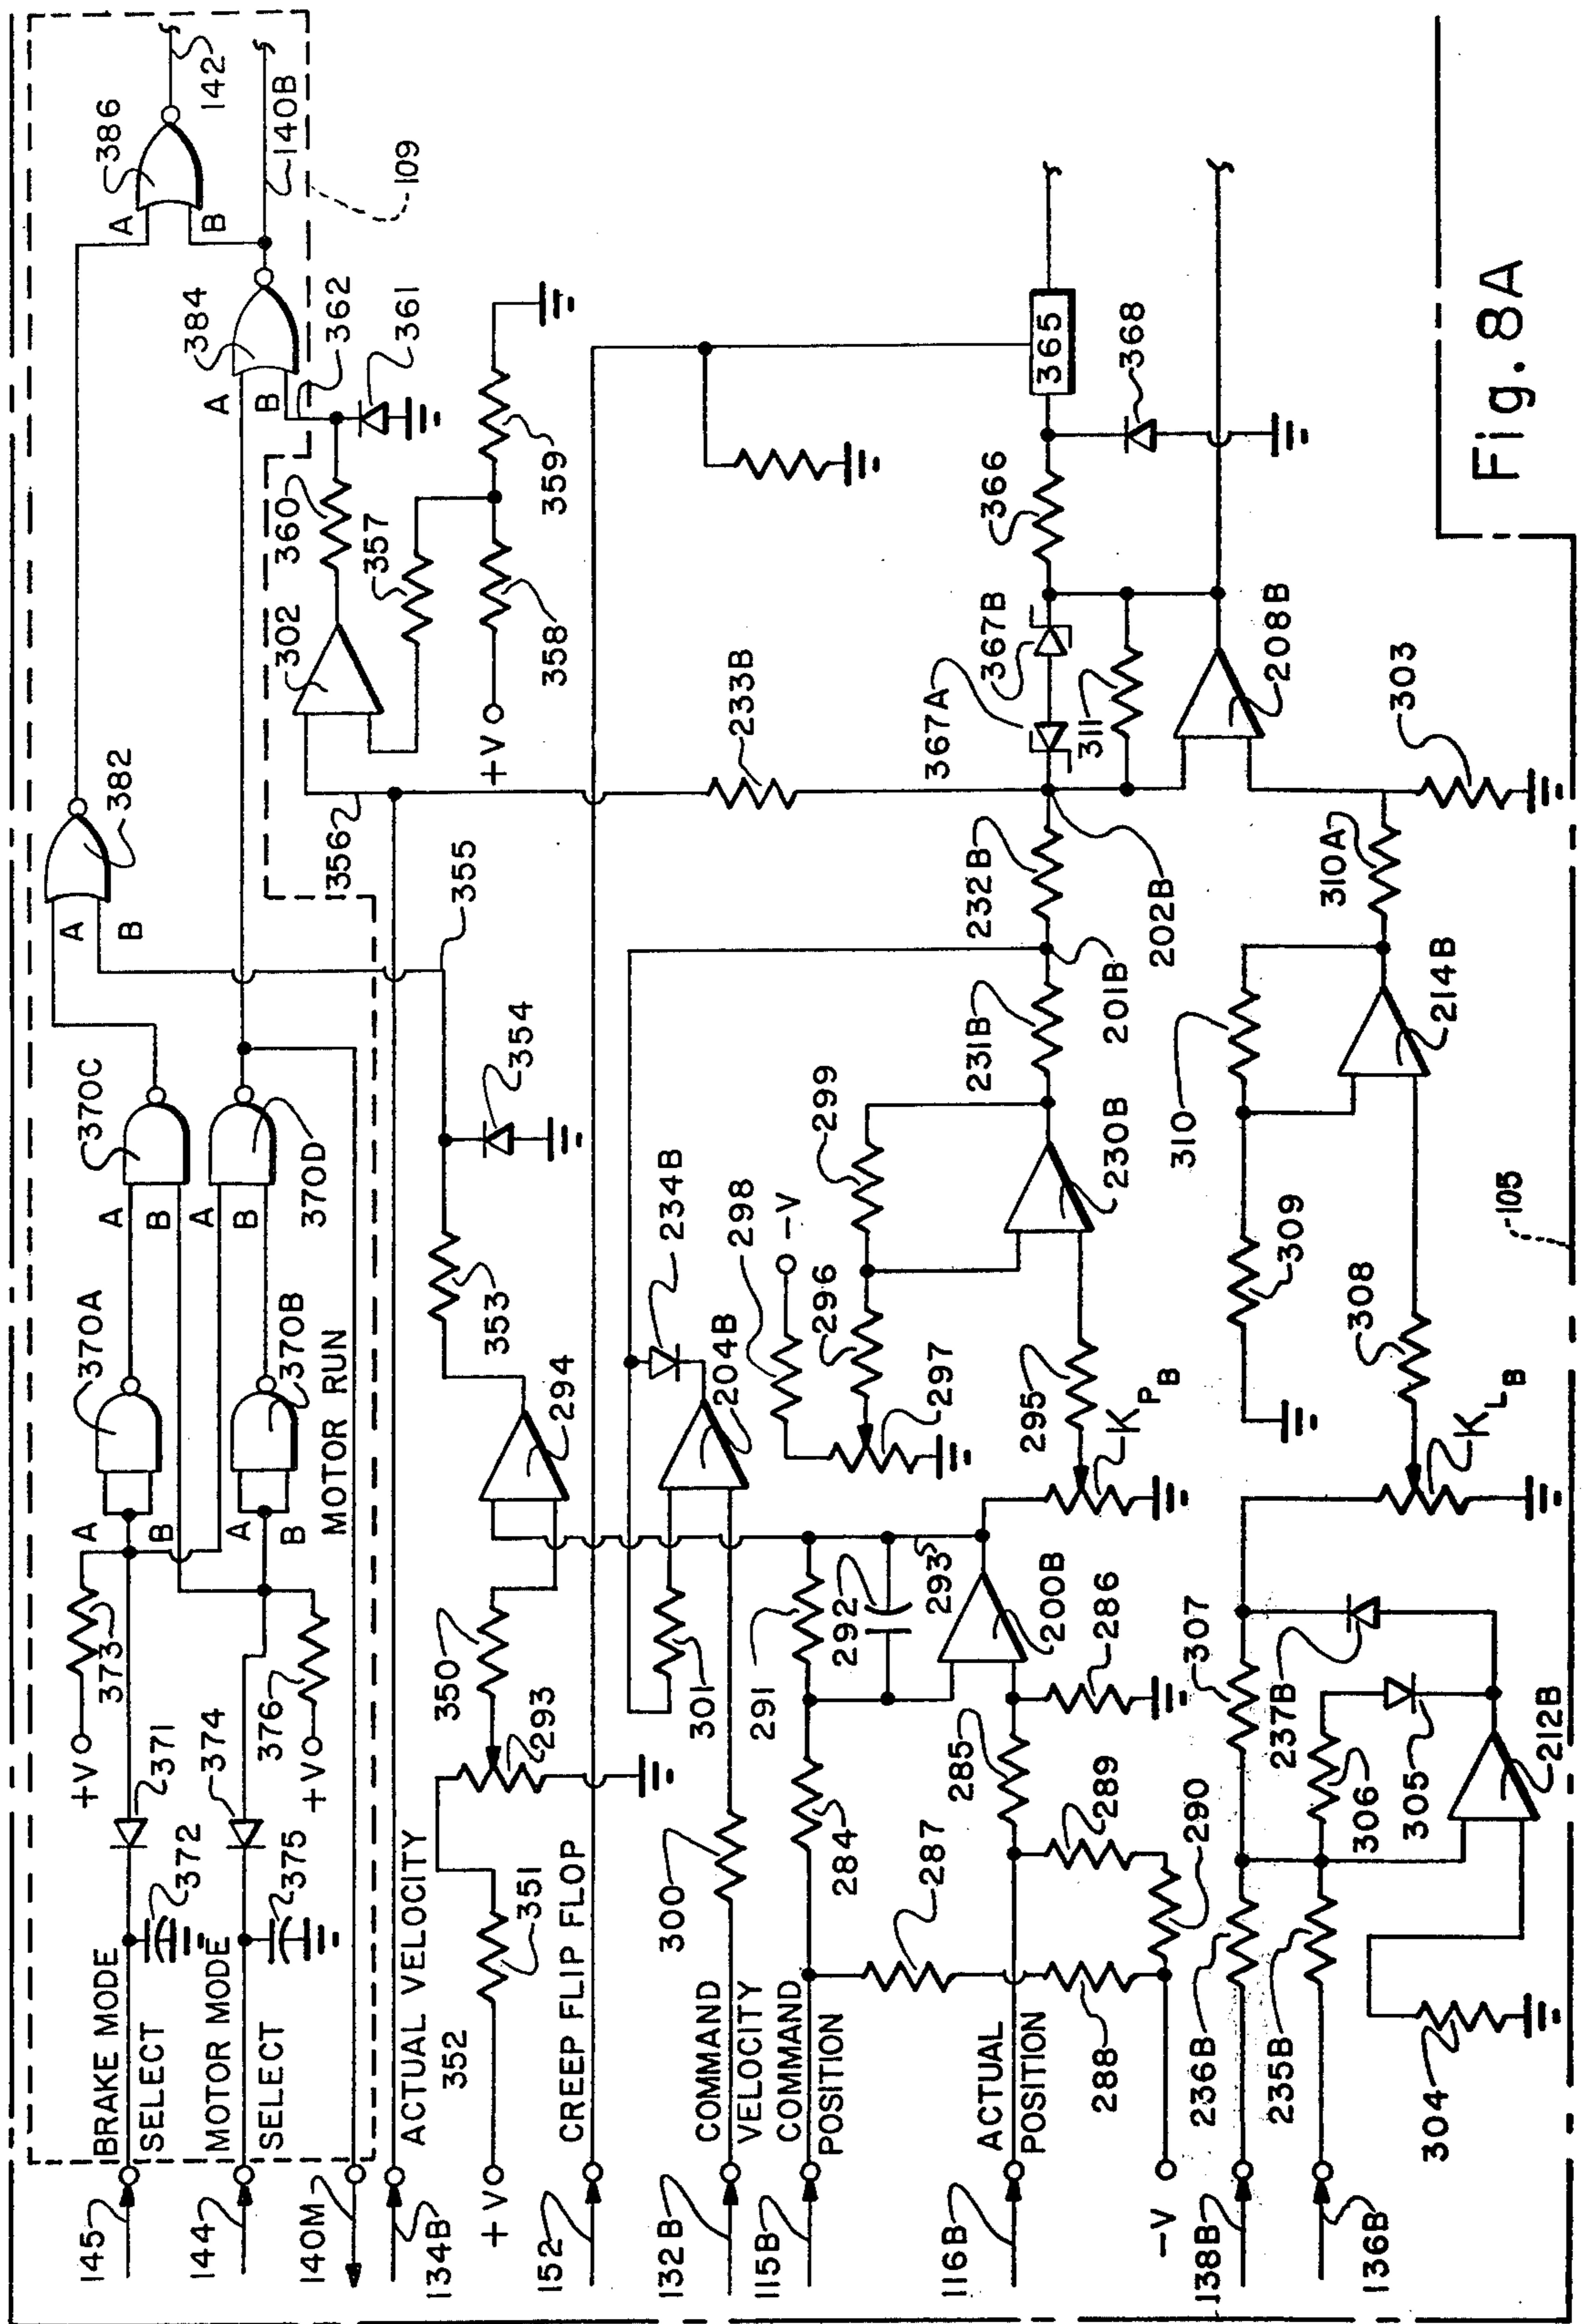 145
BRAKE MODE
SELECT
371
372
+V
373
A
B
370A
A
B
370C
A
B
382
A
B
386
142
144
MOTOR MODE
SELECT
374
375
376
+V
A
B
370B
A
B
370D
A
B
384
140B
109
140M
MOTOR RUN
134B
ACTUAL VELOCITY
352
356
302
360
362
361
357
+V
358
359
+V
351
293
350
294
353
354
355
152
CREEP FLIP FLOP
132B
COMMAND
VELOCITY
300
301
204B
234B
233B
115B
COMMAND
POSITION
284
291
292
293
287
288
116B
ACTUAL
POSITION
285
286
289
290
200B
-V
297
296
298
-V
299
295
KPB
230B
231B
201B
232B
202B
367A
367B
311
366
365
368
208B
303
138B
236B
307
237B
136B
235B
306
305
304
212B
KLB
308
309
310
214B
310A
105
Fig. 8A